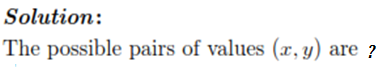 Solution:
The possible pairs of values (x, y) are ?